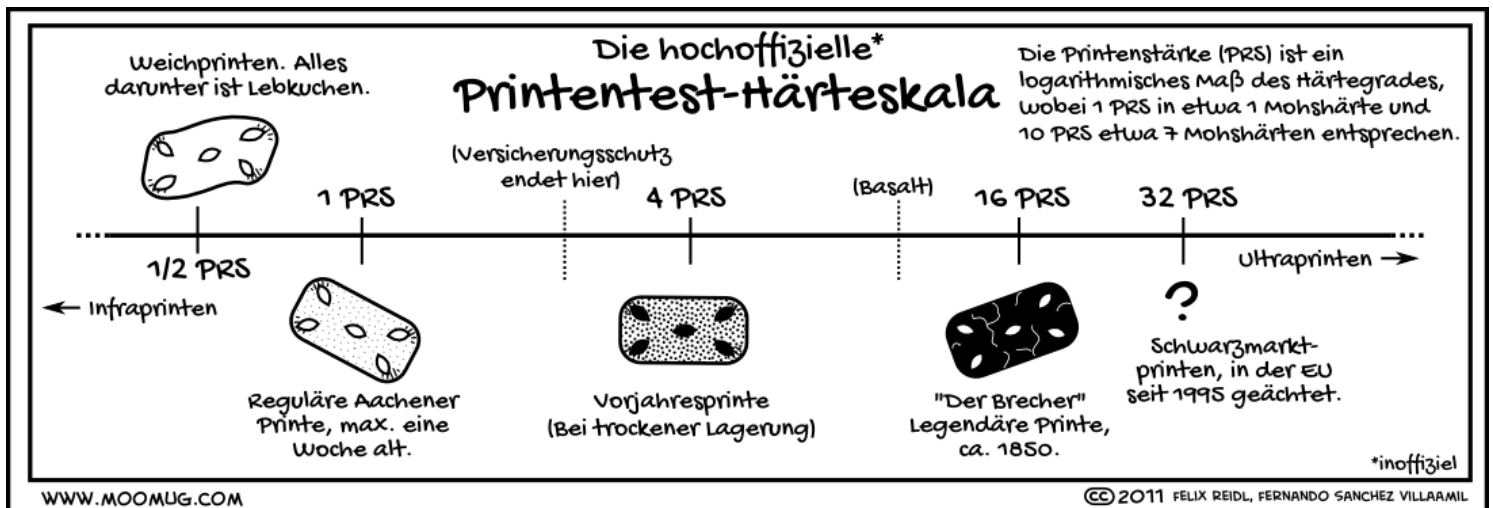 Die hochoffizielle*
Printentest-Härteskala
Weichprinten. Alles
darunter ist Lebkuchen.
Die Printenstärke (PRS) ist ein
logarithmisches Maß des Härtegrades,
wobei 1 PRS in etwa 1 Mohshärte und
10 PRS etwa 7 Mohshärten entsprechen.
(Versicherungsschutz
endet hier)
(Basalt)
1/2 PRS
1 PRS
4 PRS
16 PRS
32 PRS
← Infraprinten
Ultraprinten →
Reguläre Aachener
Printe, max. eine
Woche alt.
Vorjahresprinte
(Bei trockener Lagerung)
"Der Brecher"
Legendäre Printe,
ca. 1850.
?
Schwarzmarkt-
printen, in der EU
seit 1995 geächtet.
*inoffiziel
WWW.MOOMUG.COM
CC 2011 FELIX REIDL, FERNANDO SANCHEZ VILLAAMIL